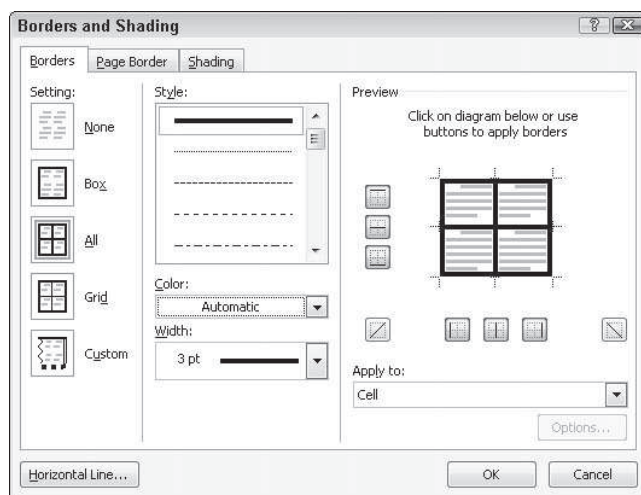 Borders and Shading
Borders
Page Border
Shading
Setting:
None
Box
All
Grid
Custom
Style:
Color:
Automatic
Width:
3 pt
Preview
Click on diagram below or use
buttons to apply borders
Apply to:
Cell
Options...
Horizontal Line...
OK
Cancel